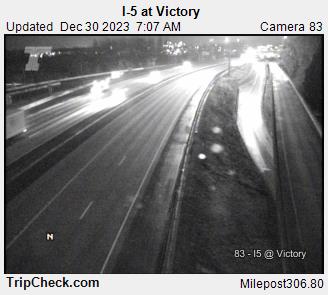 I-5 at Victory
Updated Dec 30 2023 7:07 AM Camera 83
T
N
83 - I5 @ Victory
TripCheck.com Milepost306.80